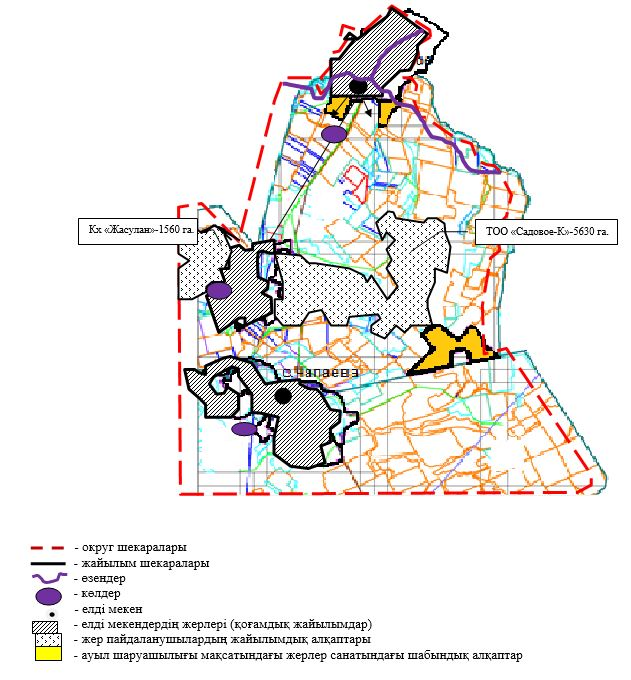 Кх «Жасулан»-1560 га.
ТОО «Садовое-К»-5630 га.
с.Чапаево
- округ шекаралары
- жайылым шекаралары
- өзендер
- көлдер
- елді мекен
- елді мекендердің жерлері (қоғамдық жайылымдар)
- жер пайдаланушылардың жайылымдық алқаптары
- ауыл шаруашылығы мақсатындағы жерлер санатындағы шабындық алқаптар